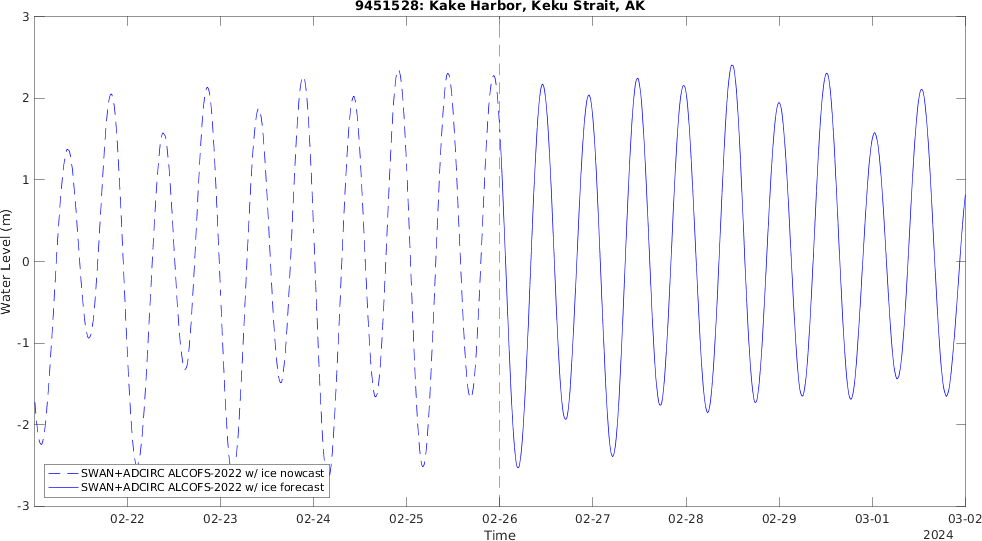 9451528: Kake Harbor, Keku Strait, AK
3
2
1
0
-1
-2
-3
Water Level (m)
SWAN+ADCIRC ALCOFS-2022 w/ ice nowcast
SWAN+ADCIRC ALCOFS-2022 w/ ice forecast
02-22 02-23 02-24 02-25 02-26 02-27 02-28 02-29 03-01 03-02
Time
2024